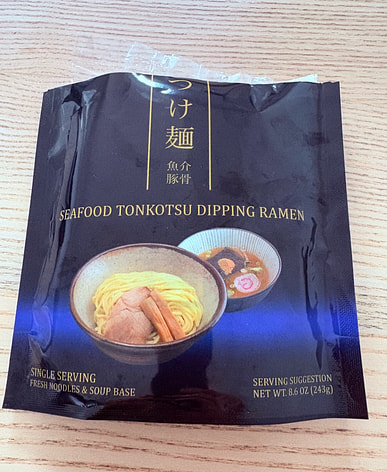 つけ麺
魚介
豚骨
SEAFOOD TONKOTSU DIPPING RAMEN
SINGLE SERVING
FRESH NOODLES & SOUP BASE
SERVING SUGGESTION
NET WT. 8.6 OZ (243g)